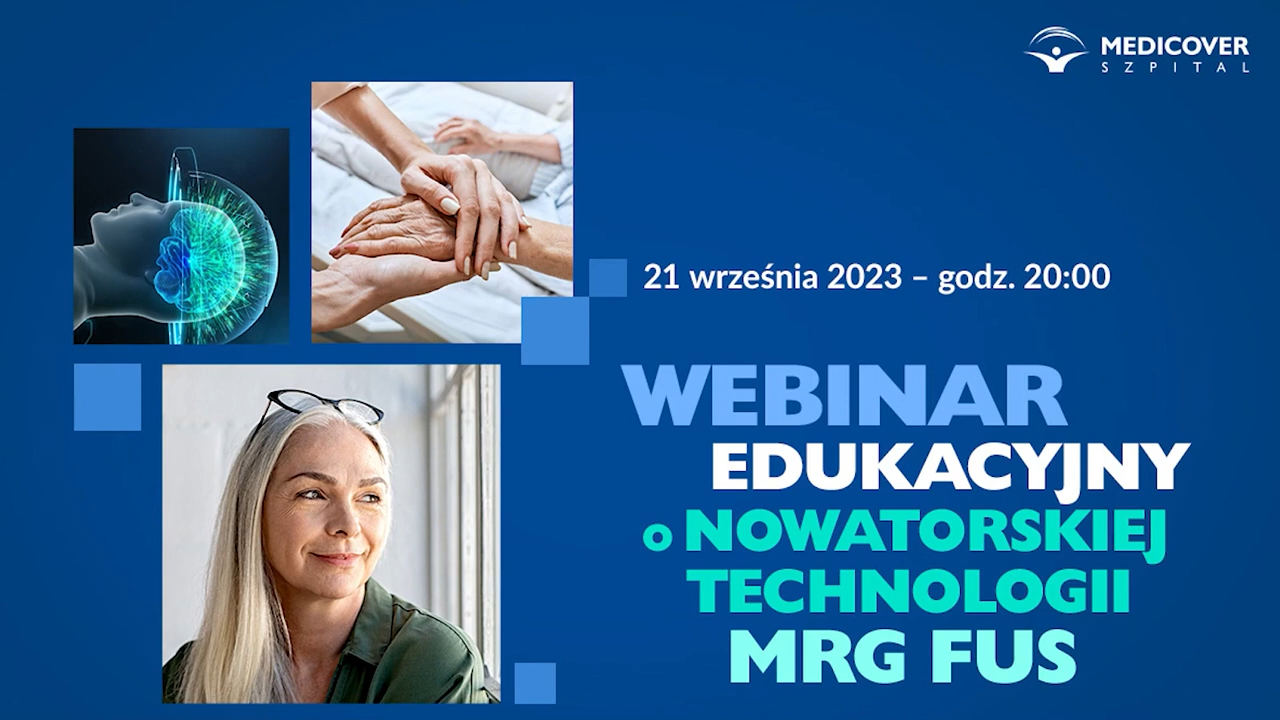 MEDICOVER
SZPITAL
21 września 2023 – godz. 20:00
WEBINAR
EDUKACYJNY
o NOWATORSKIEJ
TECHNOLOGII
MRG FUS